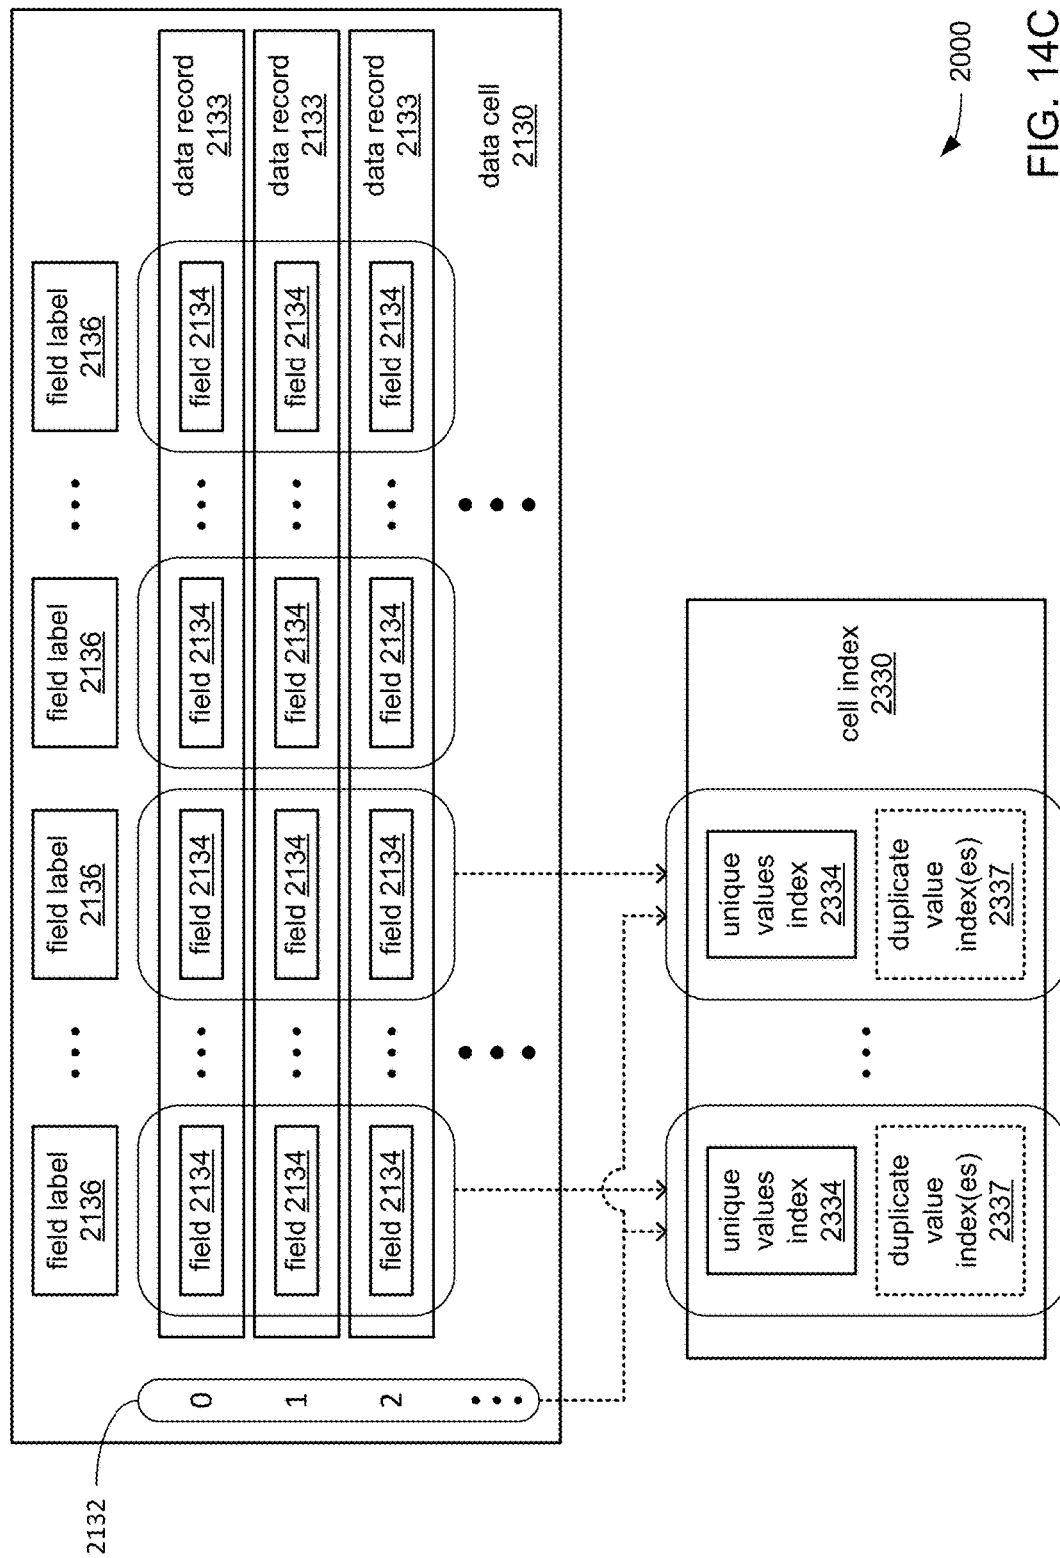 2132
field label
2136
• • •
field label
2136
field label
2136
• • •
field label
2136
0
field 2134
• • •
field 2134
field 2134
• • •
field 2134
data record
2133
1
field 2134
• • •
field 2134
field 2134
• • •
field 2134
data record
2133
2
field 2134
• • •
field 2134
field 2134
• • •
field 2134
data record
2133
• • •
• • •
• • •
data cell
2130
unique
values
index
2334
duplicate
value
index(es)
2337
• • •
unique
values
index
2334
duplicate
value
index(es)
2337
cell index
2330
2000
FIG. 14C